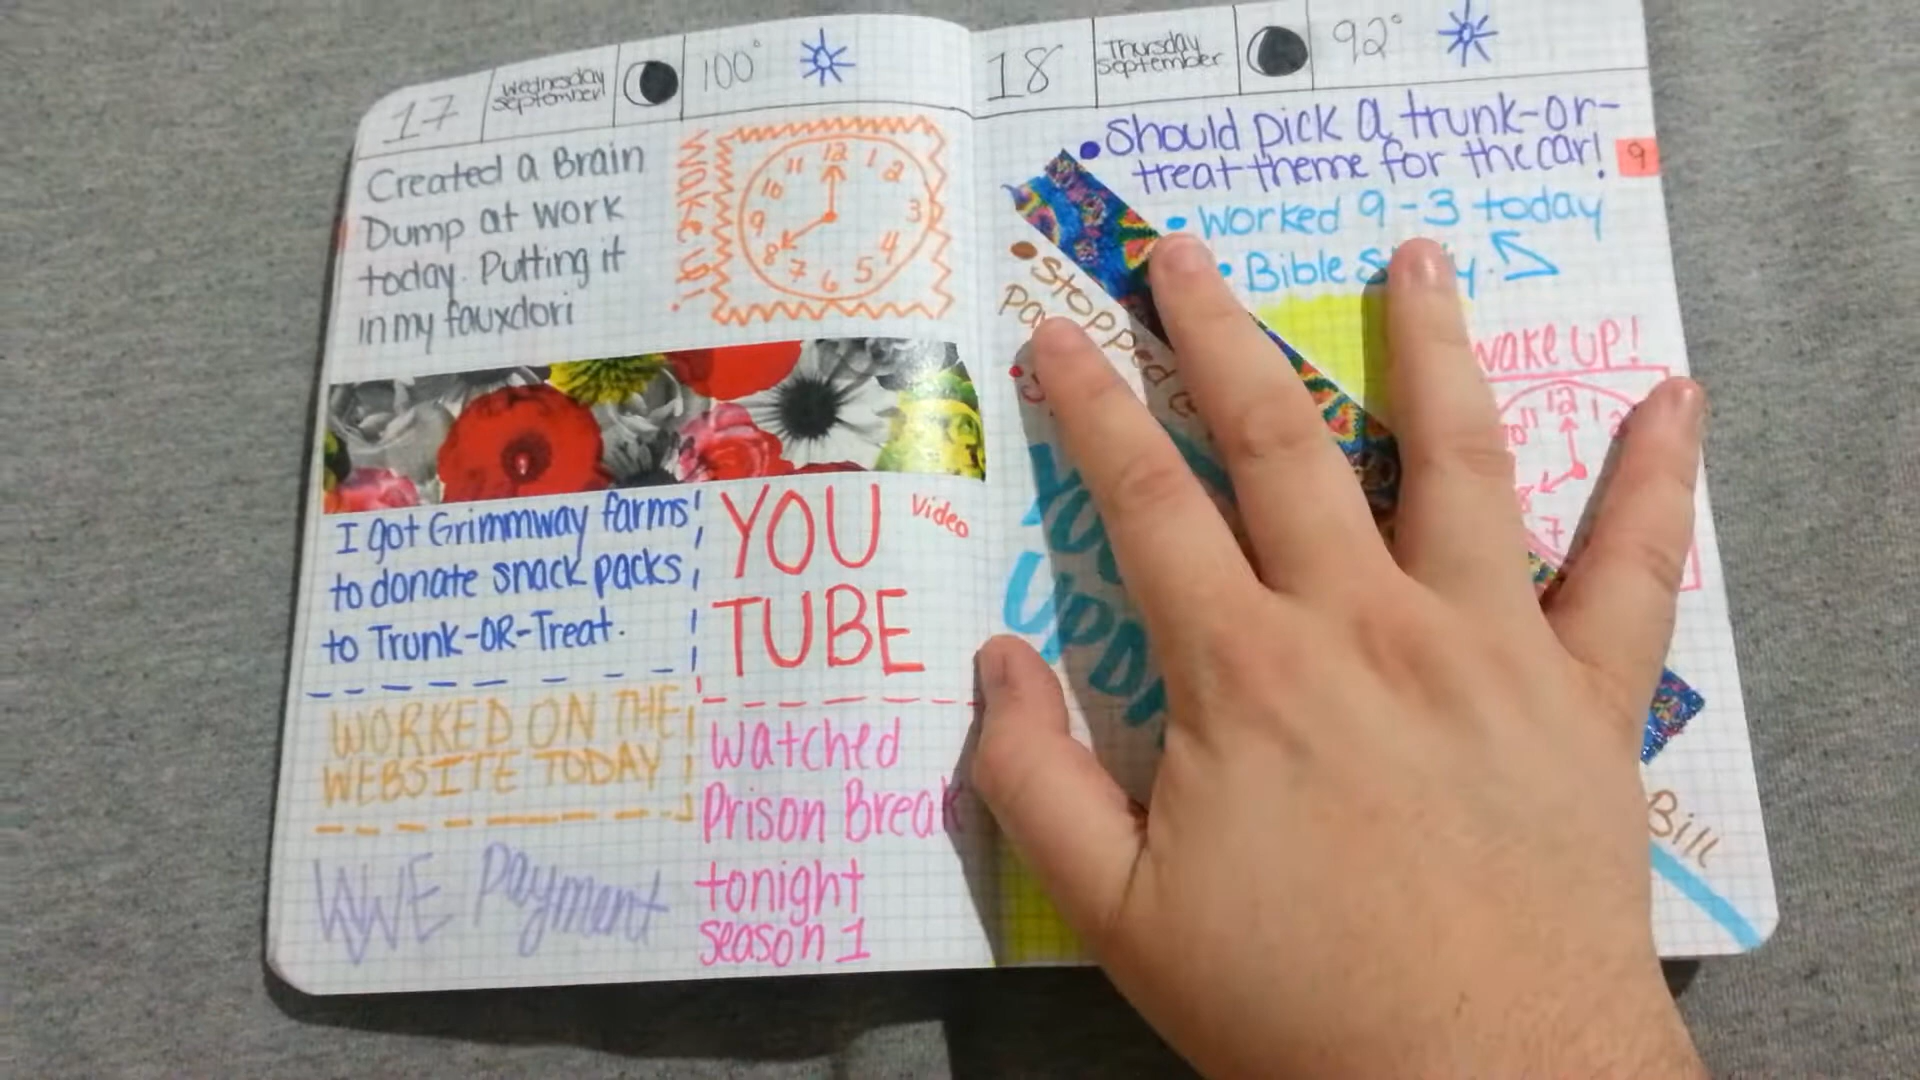 17
Wednesday
September
100°
Created a Brain
Dump at work
today. Putting it
in my fauxdori
Wake up!
12
1
2
3
4
5
6
7
8
9
10
11
I got Grimmway farms
to donate snack packs
to Trunk-OR-Treat.
YOU
TUBE
Video
WORKED ON THE
WEBSITE TODAY
Payment
Watched
Prison Break
tonight
season 1
18
Thursday
September
92°
• Should pick a trunk-or-
treat theme for the car!
9
• Worked 9-3 today
• Bible
• Stopped
wake up!
12
1
11
10
8
7
Bill